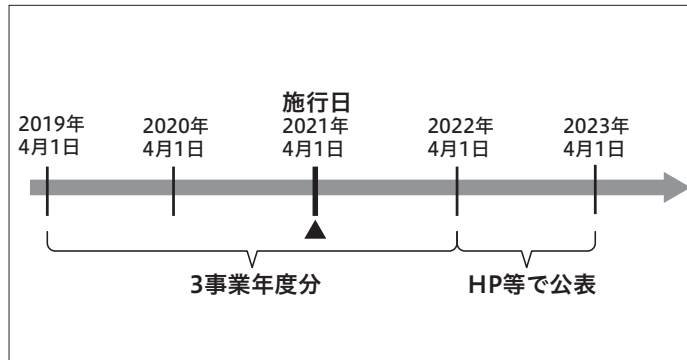 施行日
2019年
4月1日
2020年
4月1日
2021年
4月1日
2022年
4月1日
2023年
4月1日
3事業年度分
HP等で公表